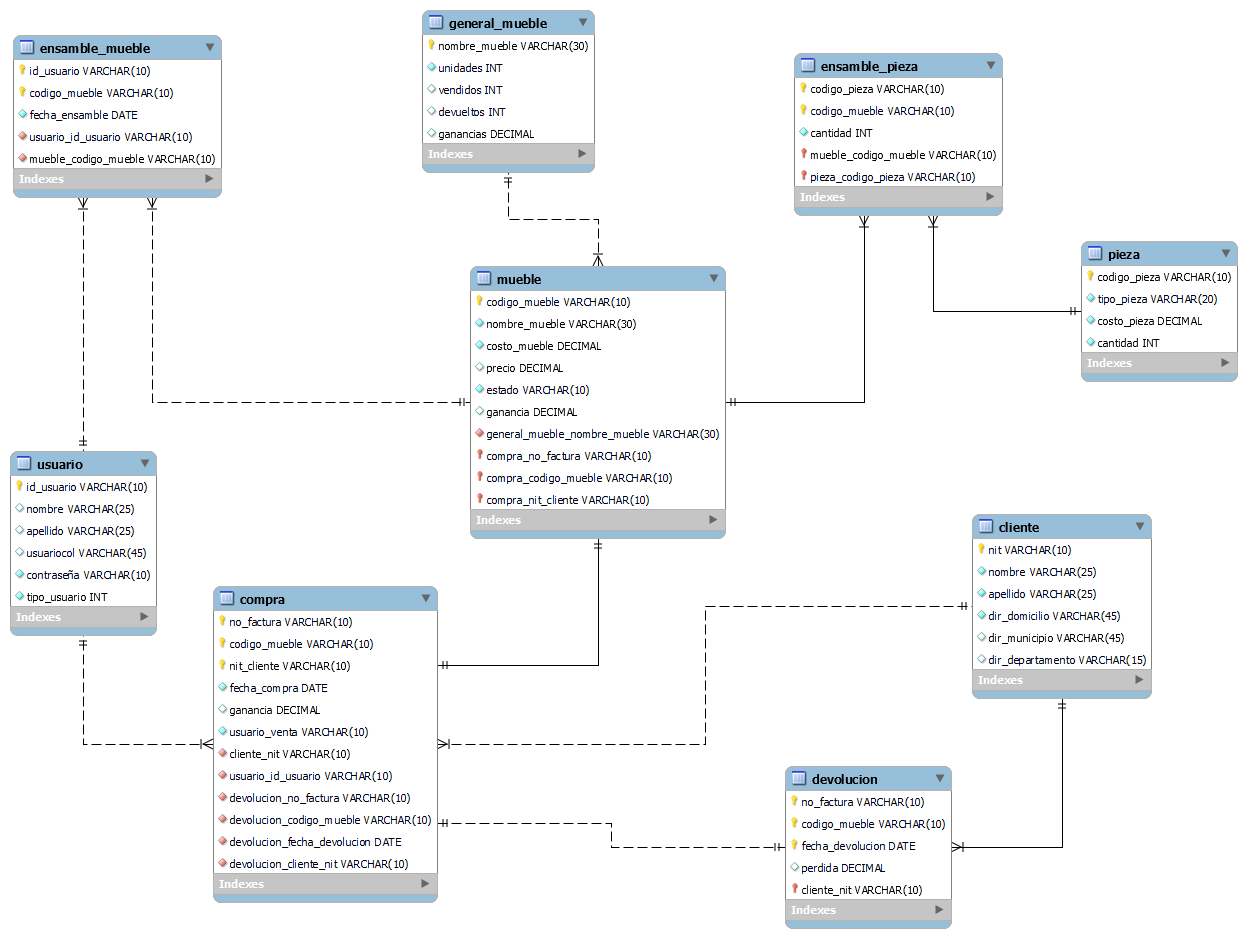 ensamble_mueble
id_usuario VARCHAR(10)
codigo_mueble VARCHAR(10)
fecha_ensamble DATE
usuario_id_usuario VARCHAR(10)
mueble_codigo_mueble VARCHAR(10)
Indexes
general_mueble
nombre_mueble VARCHAR(30)
unidades INT
vendidos INT
devueltos INT
ganancias DECIMAL
Indexes
ensamble_pieza
codigo_pieza VARCHAR(10)
codigo_mueble VARCHAR(10)
cantidad INT
mueble_codigo_mueble VARCHAR(10)
pieza_codigo_pieza VARCHAR(10)
Indexes
pieza
codigo_pieza VARCHAR(10)
tipo_pieza VARCHAR(20)
costo_pieza DECIMAL
cantidad INT
Indexes
mueble
codigo_mueble VARCHAR(10)
nombre_mueble VARCHAR(30)
costo_mueble DECIMAL
precio DECIMAL
estado VARCHAR(10)
ganancia DECIMAL
general_mueble_nombre_mueble VARCHAR(30)
compra_no_factura VARCHAR(10)
compra_codigo_mueble VARCHAR(10)
compra_nit_cliente VARCHAR(10)
Indexes
usuario
id_usuario VARCHAR(10)
nombre VARCHAR(25)
apellido VARCHAR(25)
usuariocol VARCHAR(45)
contraseña VARCHAR(10)
tipo_usuario INT
Indexes
compra
no_factura VARCHAR(10)
codigo_mueble VARCHAR(10)
nit_cliente VARCHAR(10)
fecha_compra DATE
ganancia DECIMAL
usuario_venta VARCHAR(10)
cliente_nit VARCHAR(10)
usuario_id_usuario VARCHAR(10)
devolucion_no_factura VARCHAR(10)
devolucion_codigo_mueble VARCHAR(10)
devolucion_fecha_devolucion DATE
devolucion_cliente_nit VARCHAR(10)
Indexes
cliente
nit VARCHAR(10)
nombre VARCHAR(25)
apellido VARCHAR(25)
dir_domicilio VARCHAR(45)
dir_municipio VARCHAR(45)
dir_departamento VARCHAR(15)
Indexes
devolucion
no_factura VARCHAR(10)
codigo_mueble VARCHAR(10)
fecha_devolucion DATE
perdida DECIMAL
cliente_nit VARCHAR(10)
Indexes